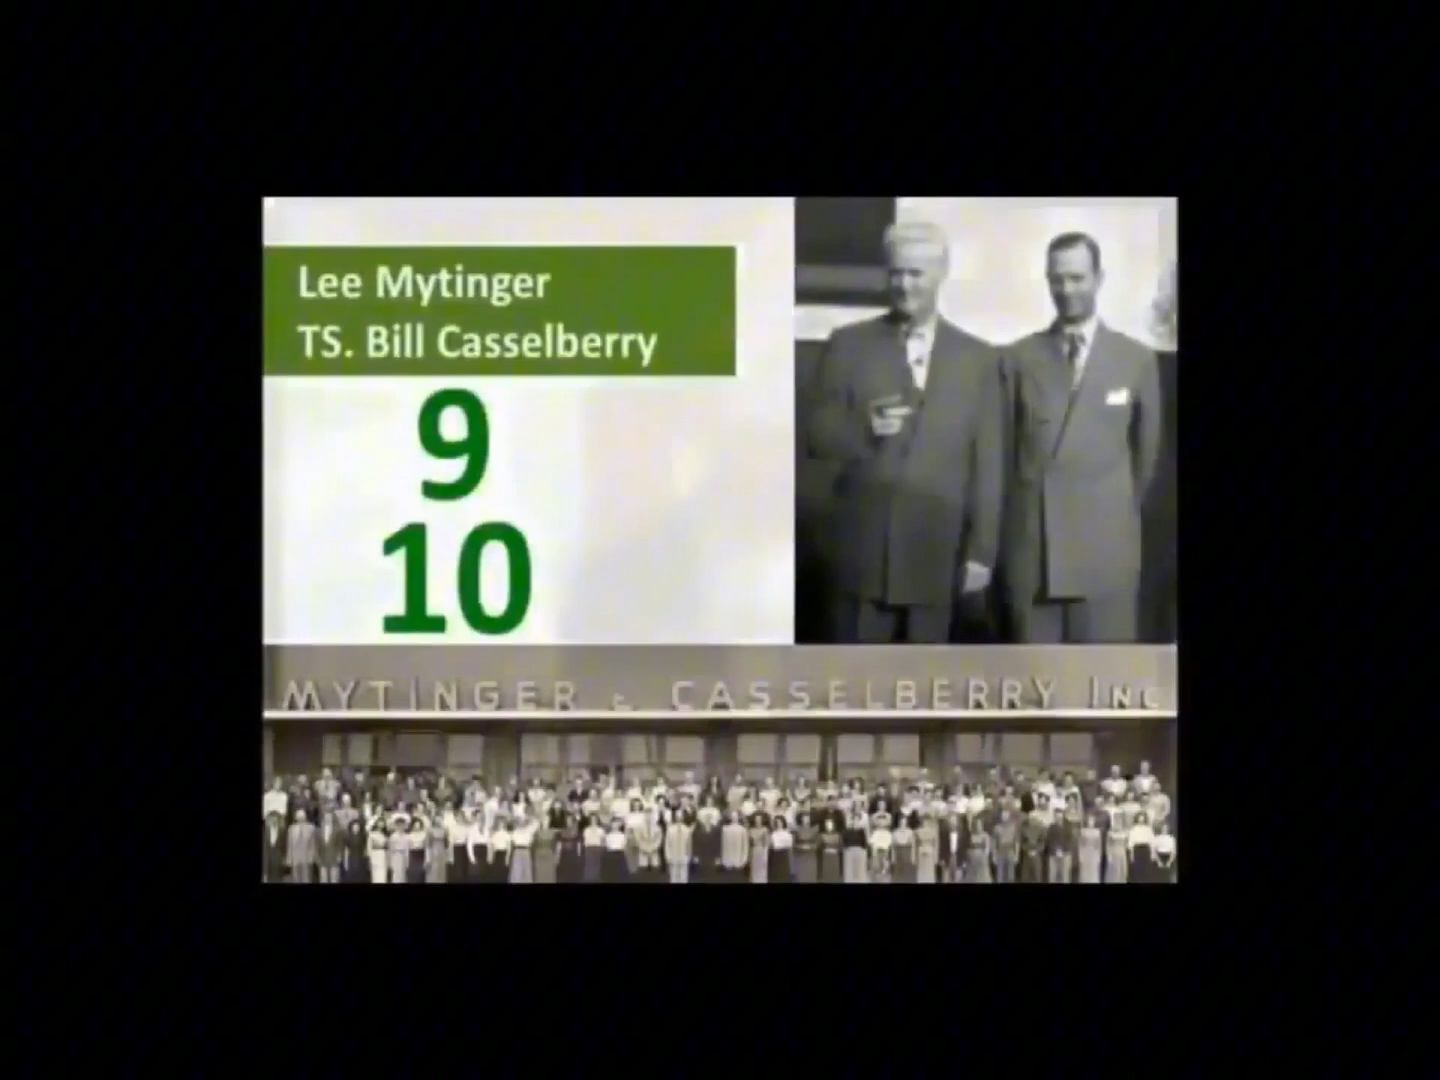 Lee Mytinger
TS. Bill Casselberry
9
10
MYTINGER & CASSELBERRY INC